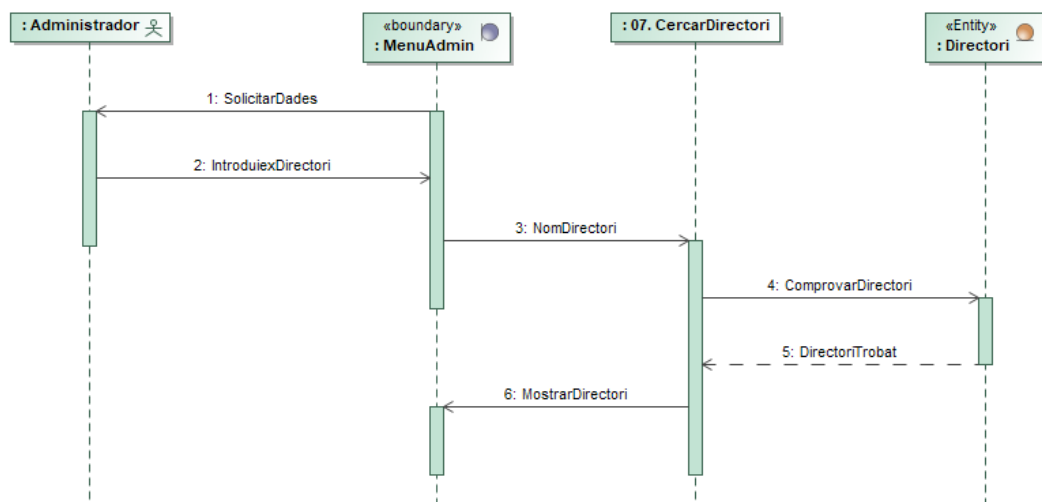 : Administrador
«boundary»
: MenuAdmin
: 07. CercarDirectori
«Entity»
: Directori
1: SolicitarDades
2: IntroduiexDirectori
3: NomDirectori
4: ComprovarDirectori
5: DirectoriTrobat
6: MostrarDirectori